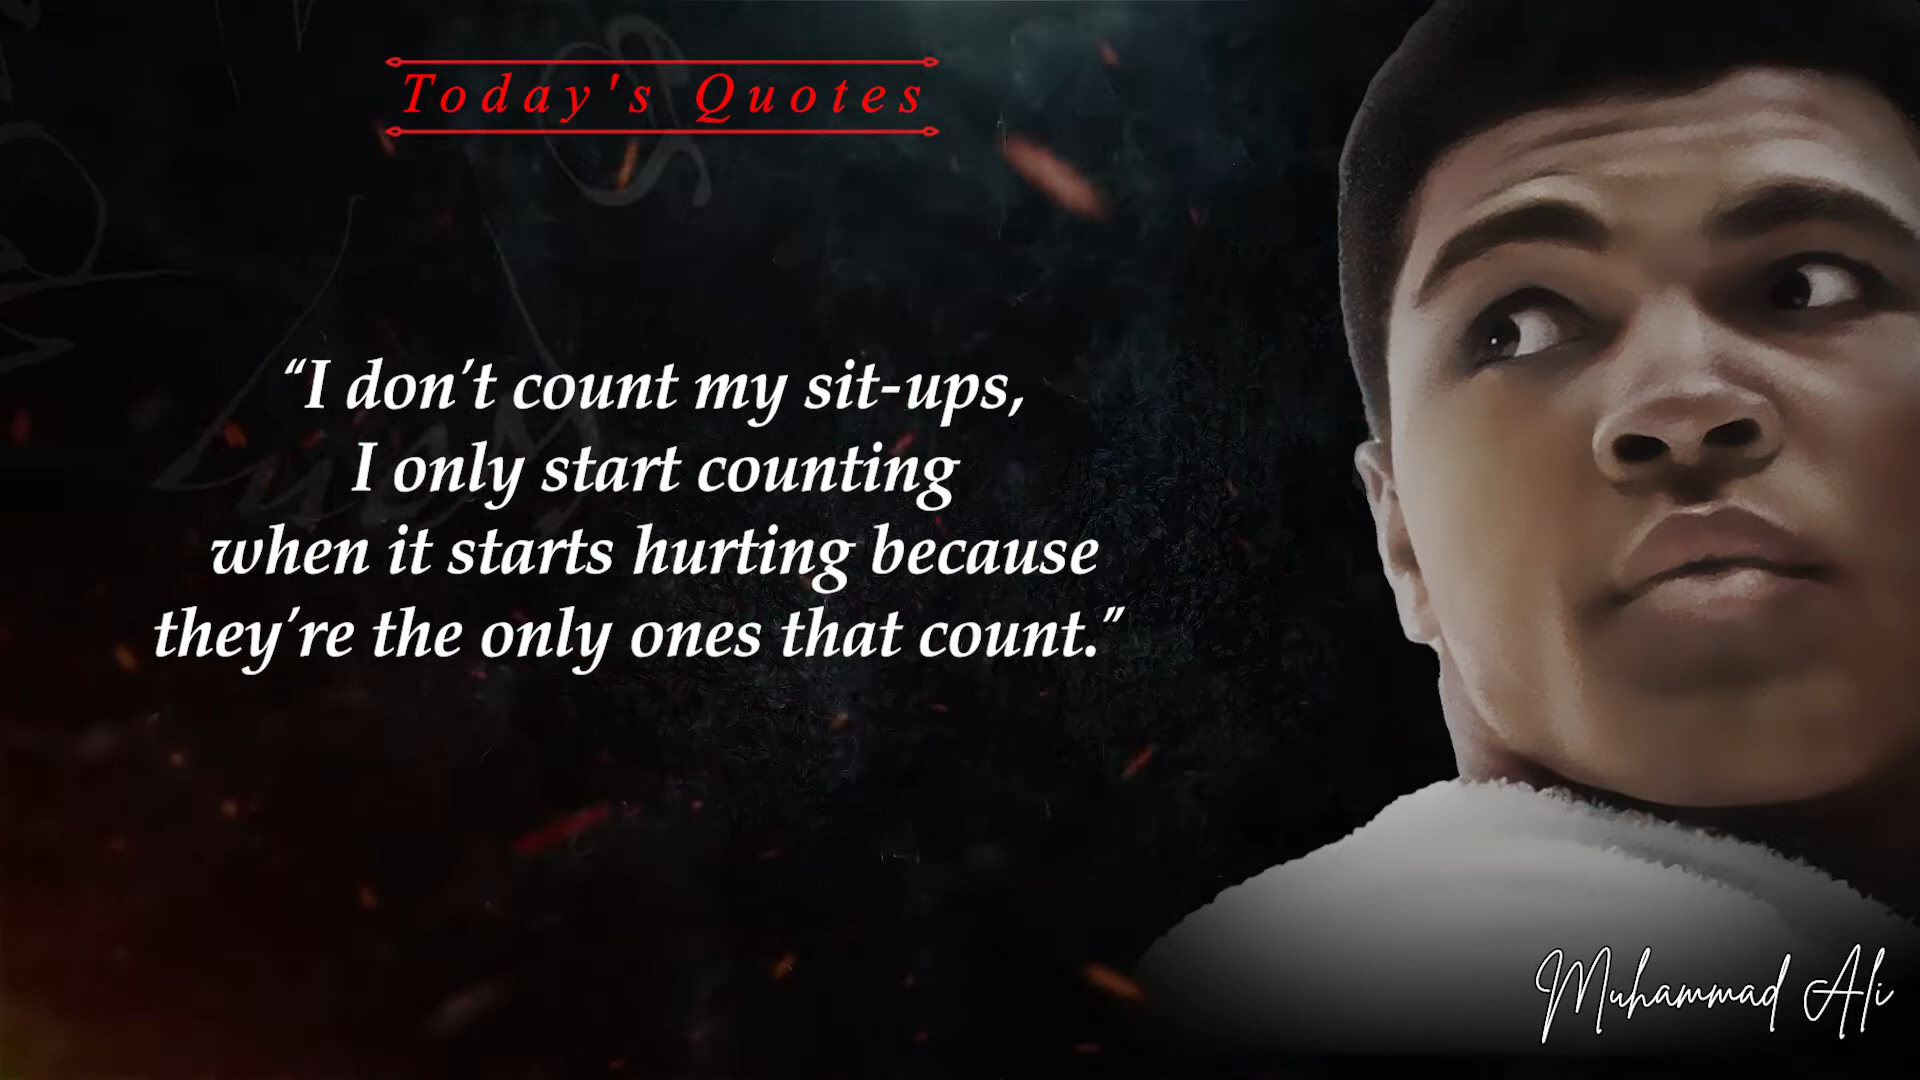 Today's Quotes
“I don’t count my sit-ups,
I only start counting
when it starts hurting because
they’re the only ones that count.”
Muhammad Ali